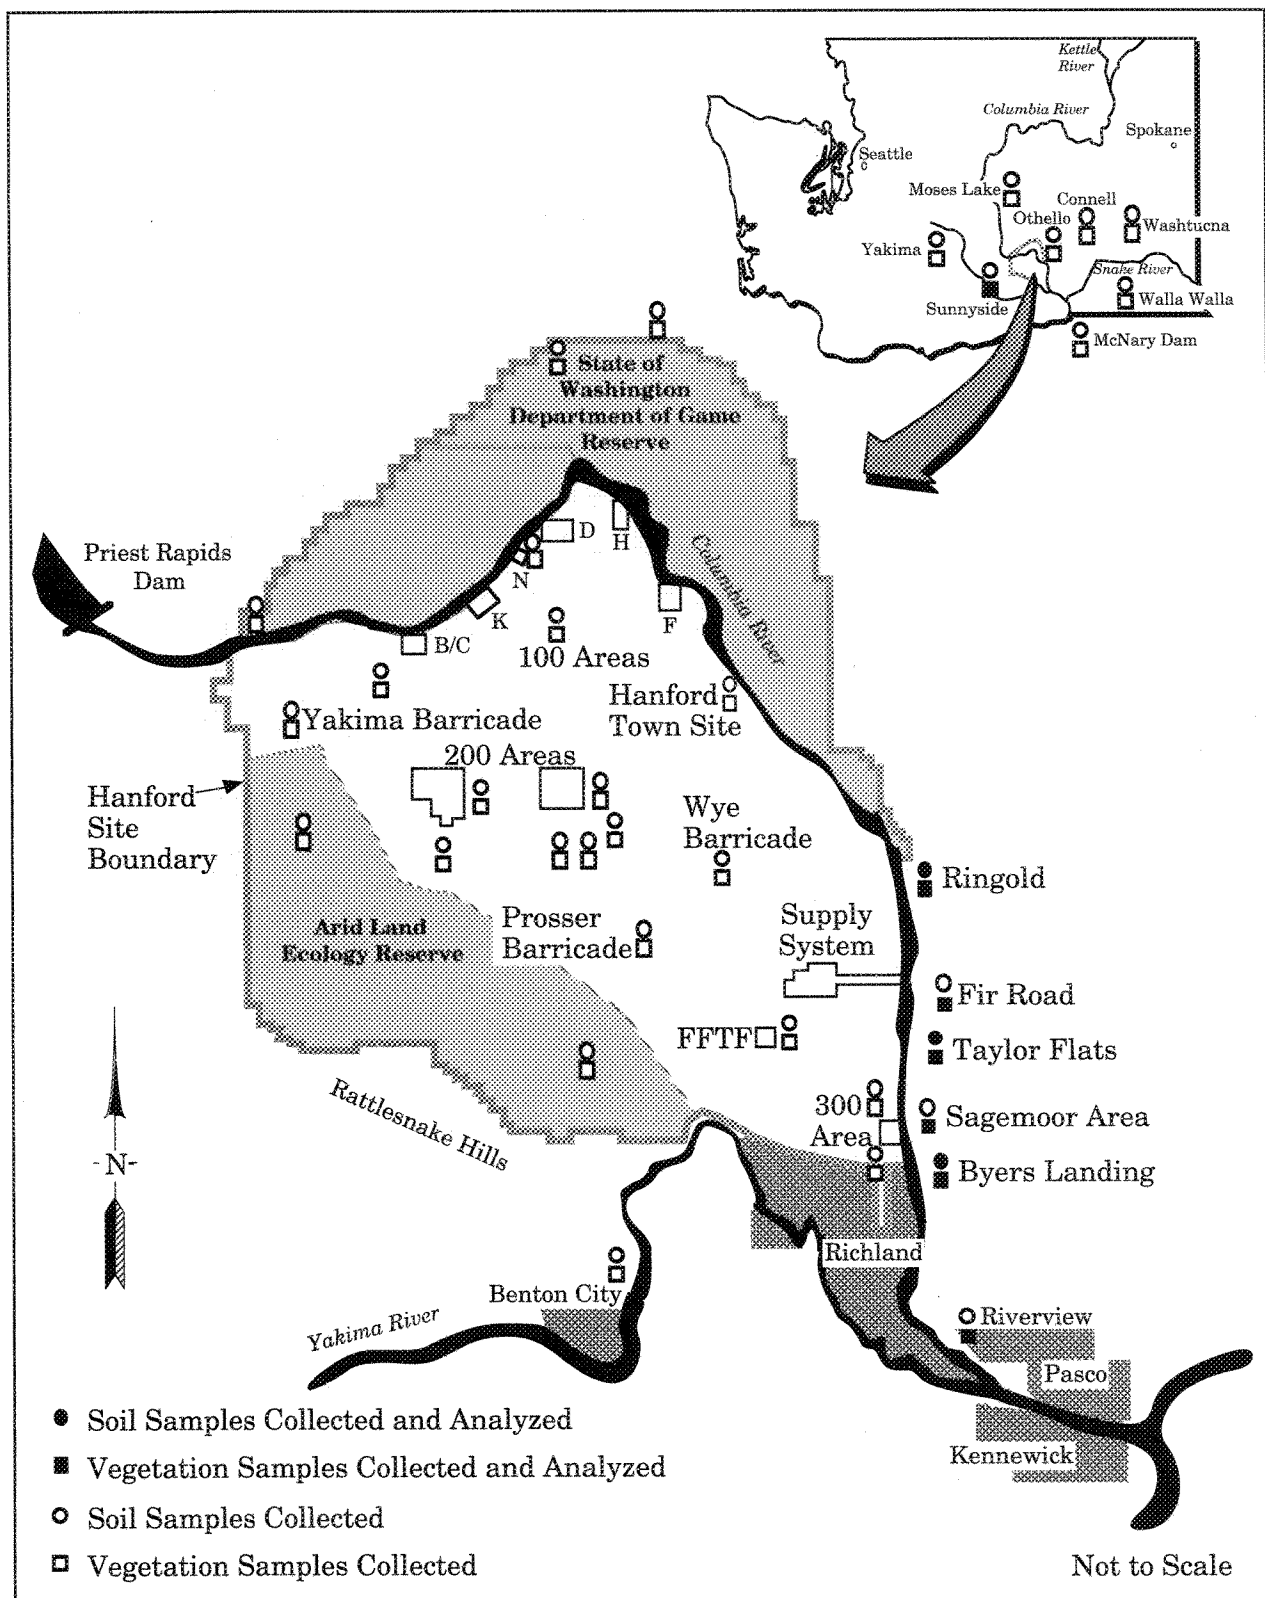 Kettle
River
Columbia River
Spokane
Seattle
Moses Lake
Connell
Othello
Washtucna
Yakima
Snake River
Sunnyside
Walla Walla
McNary Dam
State of
Washington
Department of Game
Reserve
Priest Rapids
Dam
D
H
N
K
F
B/C
Columbia River
100 Areas
Hanford
Town Site
Yakima Barricade
200 Areas
Hanford
Site
Boundary
Wye
Barricade
Ringold
Arid Land
Ecology Reserve
Prosser
Barricade
Supply
System
Fir Road
FFTF
Taylor Flats
Rattlesnake Hills
300
Area
Sagemoor Area
-N-
Byers Landing
Richland
Benton City
Yakima River
Riverview
Pasco
Kennewick
Soil Samples Collected and Analyzed
Vegetation Samples Collected and Analyzed
Soil Samples Collected
Vegetation Samples Collected
Not to Scale